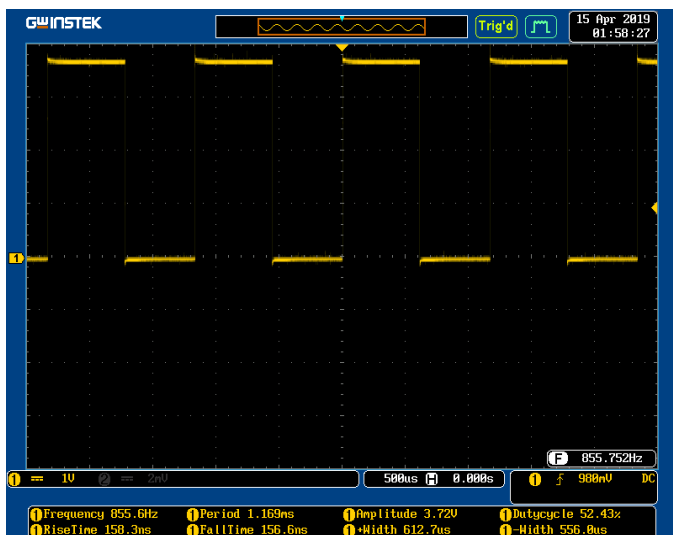 GWINSTEK
Trig'd
15 Apr 2019
01:58:27
1
F 855.752Hz
1 1V 2 2mV 500us H 0.000s 1 980mV DC
1 Frequency 855.6Hz 1 Period 1.169ms 1 Amplitude 3.72V 1 Dutycycle 52.43%
1 RiseTime 158.3ns 1 FallTime 156.6ns 1 +Width 612.7us 1 -Width 556.0us